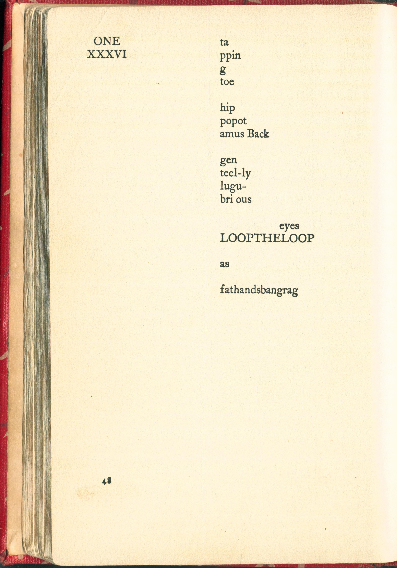 ONE
XXXVI
ta
ppin
g
toe
hip
popot
amus Back
gen
teel-ly
lugu-
bri ous
eyes
LOOPTHELOOP
as
fathandsbangrag
48